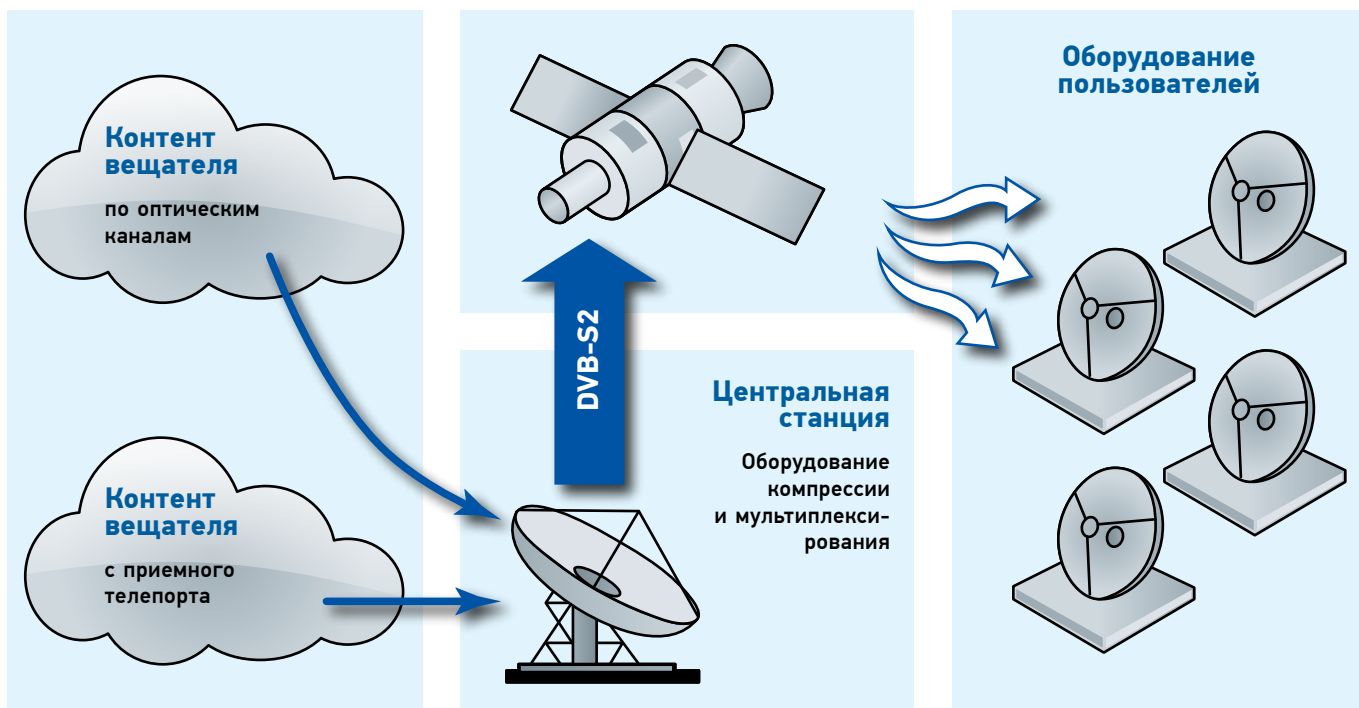 Контент
вещателя
по оптическим
каналам
Контент
вещателя
с приемного
телепорта
DVB-S2
Центральная
станция
Оборудование
компрессии
и мультиплекси-
рования
Оборудование
пользователей